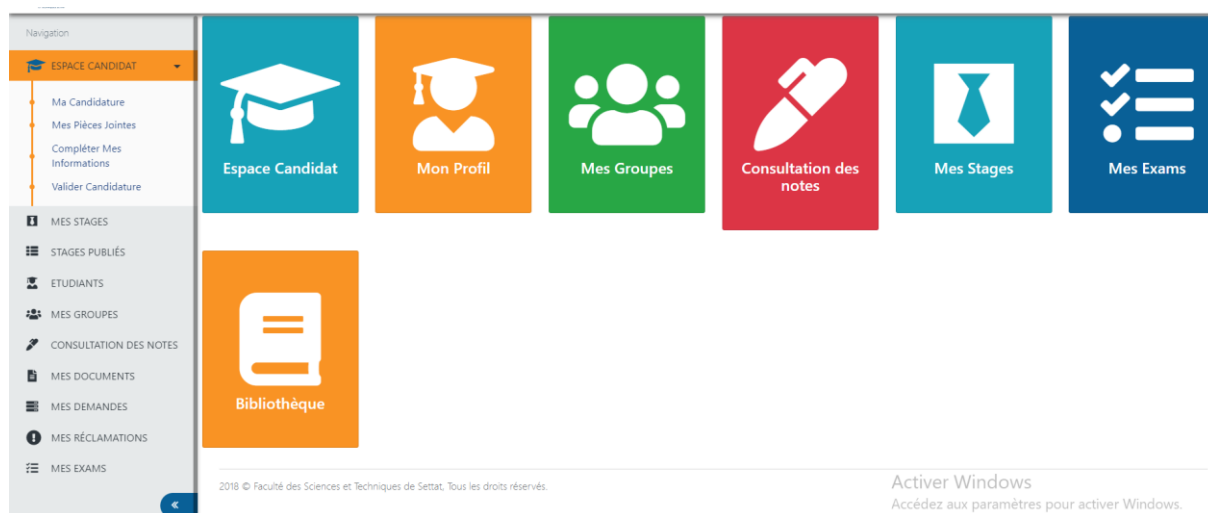 Navigation
ESPACE CANDIDAT
Ma Candidature
Mes Pièces Jointes
Compléter Mes
Informations
Valider Candidature
MES STAGES
STAGES PUBLIÉS
ETUDIANTS
MES GROUPES
CONSULTATION DES NOTES
MES DOCUMENTS
MES DEMANDES
MES RÉCLAMATIONS
MES EXAMS
Espace Candidat
Mon Profil
Mes Groupes
Consultation des
notes
Mes Stages
Mes Exams
Bibliothèque
2018 © Faculté des Sciences et Techniques de Settat, Tous les droits réservés.
Activer Windows
Accédez aux paramètres pour activer Windows.